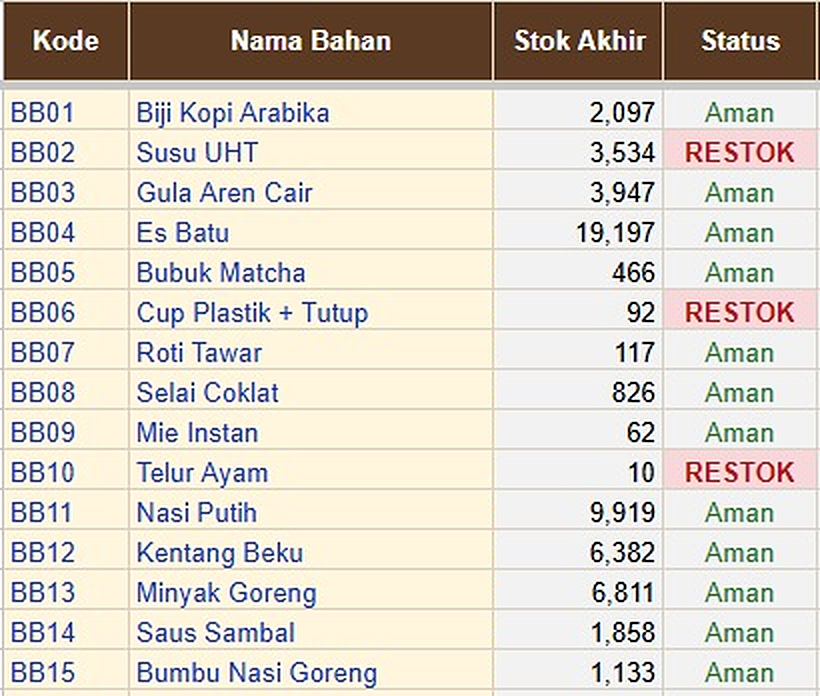 Kode Nama Bahan Stok Akhir Status
BB01 Biji Kopi Arabika 2,097 Aman
BB02 Susu UHT 3,534 RESTOK
BB03 Gula Aren Cair 3,947 Aman
BB04 Es Batu 19,197 Aman
BB05 Bubuk Matcha 466 Aman
BB06 Cup Plastik + Tutup 92 RESTOK
BB07 Roti Tawar 117 Aman
BB08 Selai Coklat 826 Aman
BB09 Mie Instan 62 Aman
BB10 Telur Ayam 10 RESTOK
BB11 Nasi Putih 9,919 Aman
BB12 Kentang Beku 6,382 Aman
BB13 Minyak Goreng 6,811 Aman
BB14 Saus Sambal 1,858 Aman
BB15 Bumbu Nasi Goreng 1,133 Aman